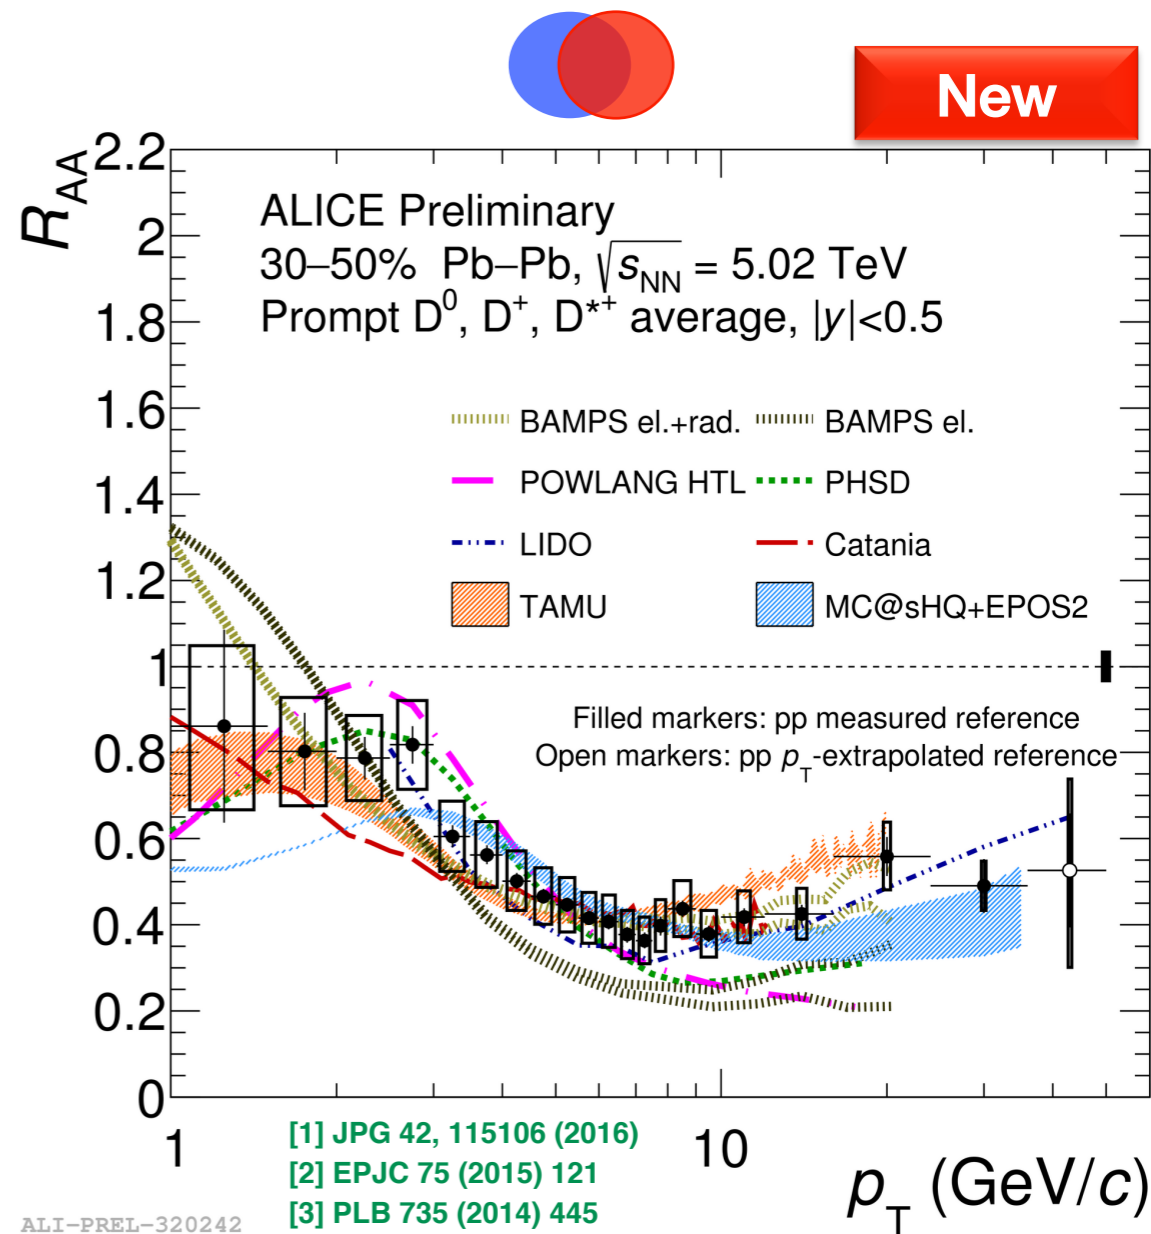 New
R_AA
2.2
2
1.8
1.6
1.4
1.2
1
0.8
0.6
0.4
0.2
0
ALICE Preliminary
30–50% Pb–Pb, √s_NN = 5.02 TeV
Prompt D⁰, D⁺, D*⁺ average, |y|<0.5
BAMPS el.+rad. BAMPS el.
POWLANG HTL PHSD
LIDO Catania
TAMU MC@sHQ+EPOS2
Filled markers: pp measured reference
Open markers: pp p_T-extrapolated reference
1 10
p_T (GeV/c)
[1] JPG 42, 115106 (2016)
[2] EPJC 75 (2015) 121
[3] PLB 735 (2014) 445
ALI-PREL-320242